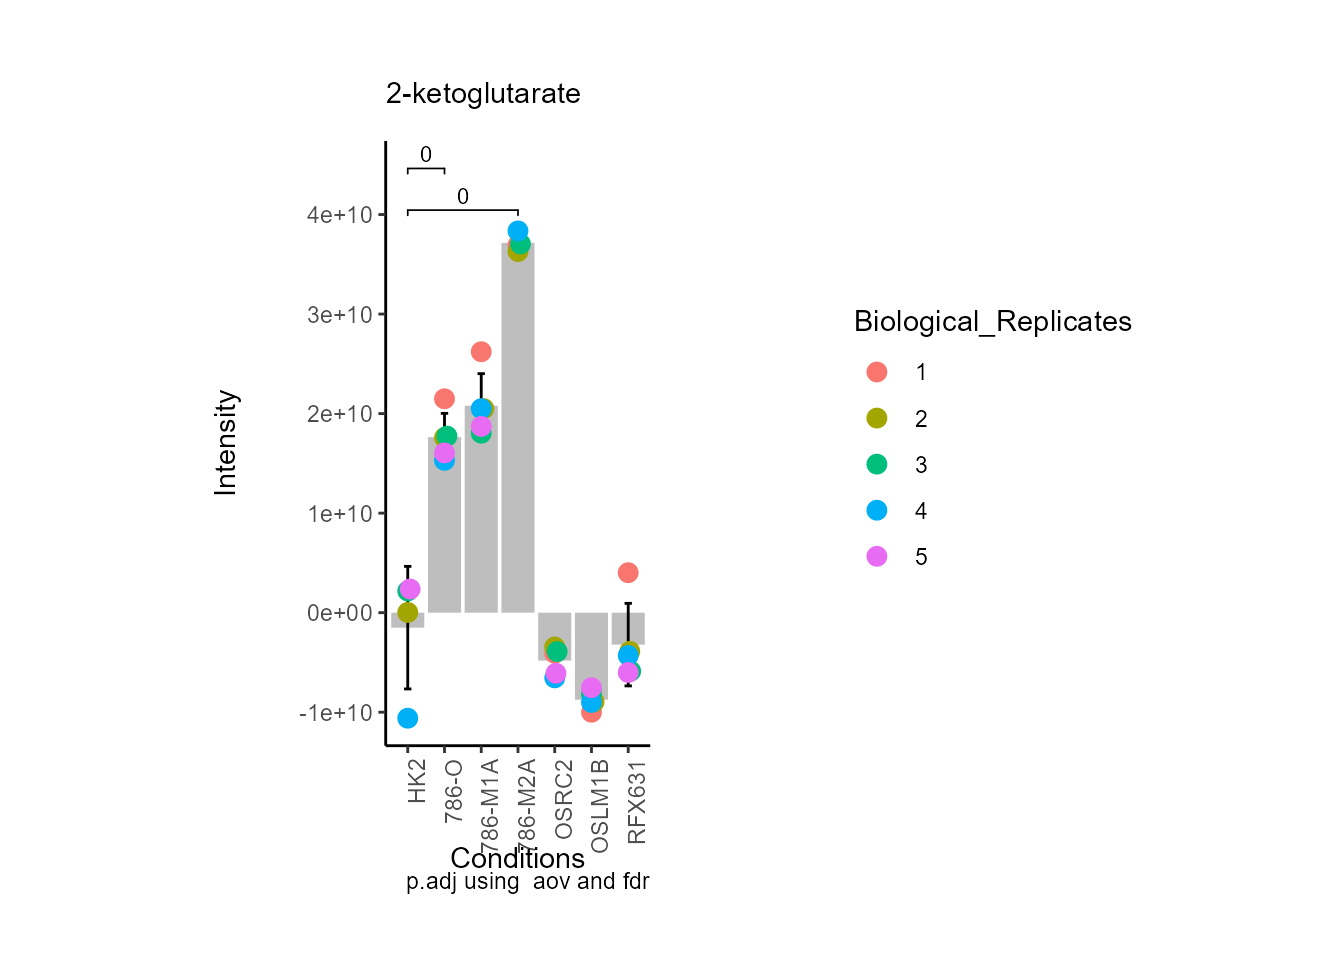 2-ketoglutarate
0
0
4e+10
3e+10
2e+10
1e+10
0e+00
-1e+10
Intensity
HK2
786-O
786-M1A
786-M2A
OSRC2
OSLM1B
RFX631
Conditions
p.adj using  aov and fdr
Biological_Replicates
1
2
3
4
5